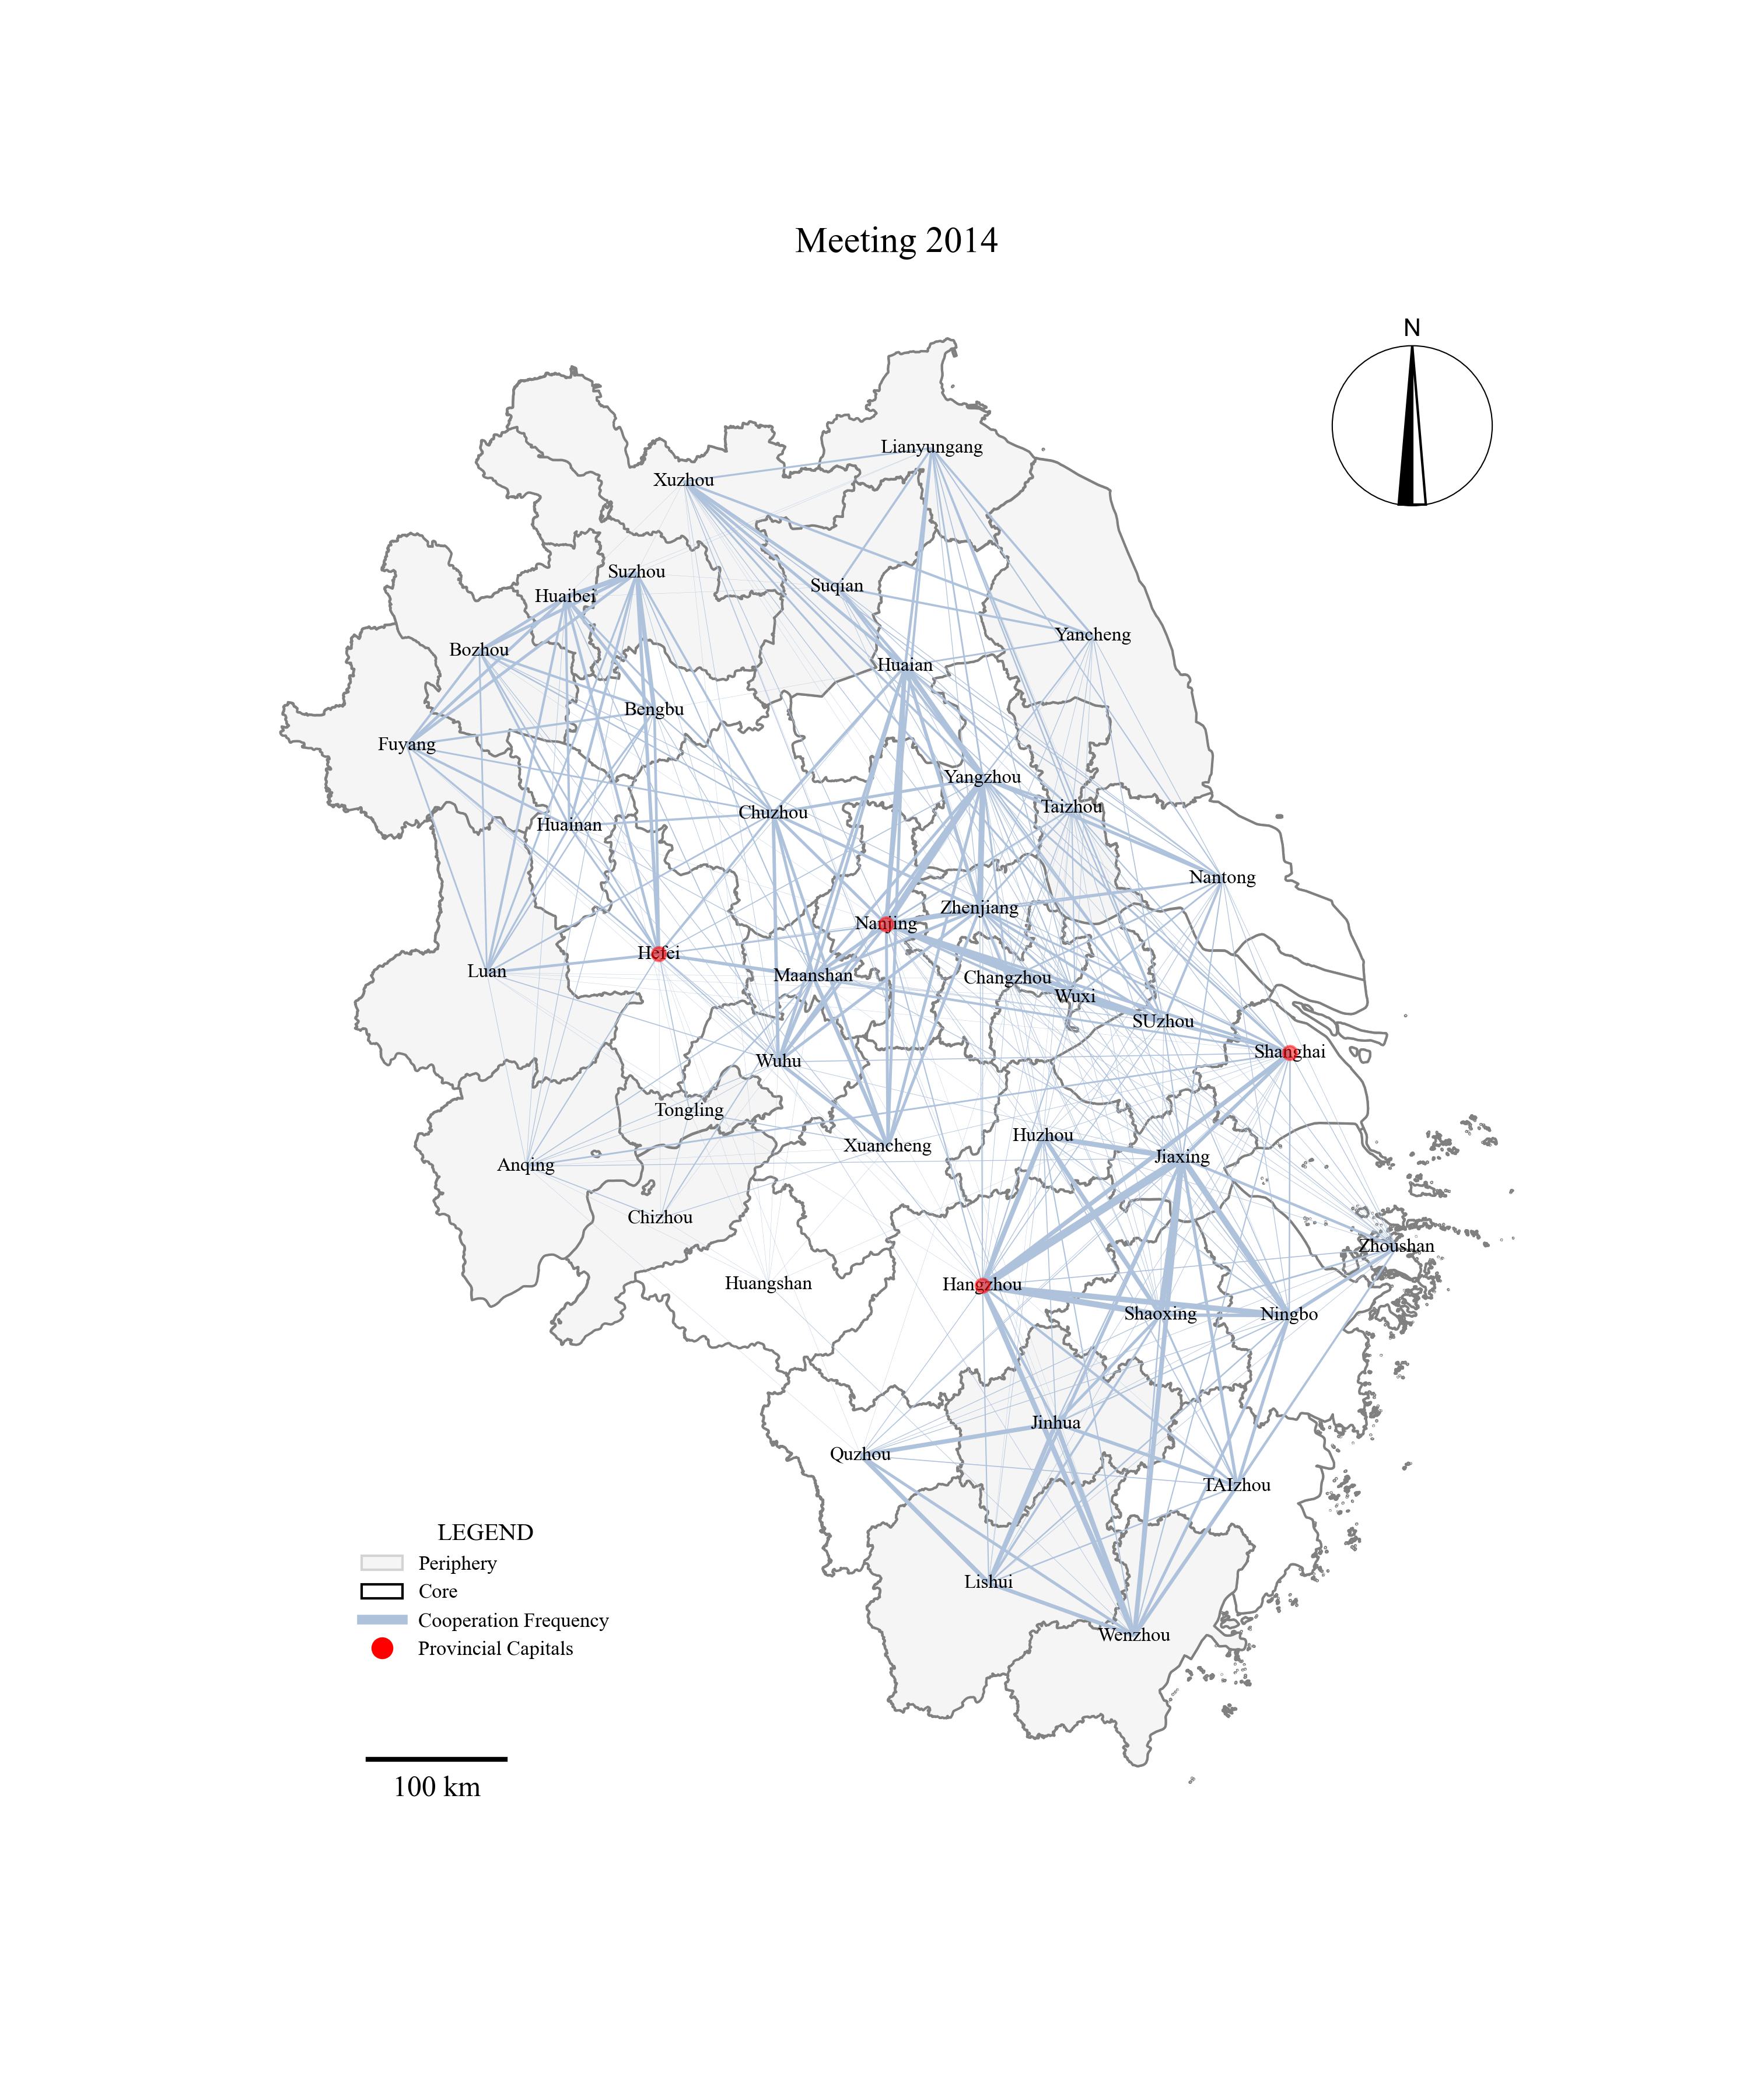 Meeting 2014
N
Lianyungang
Xuzhou
Suzhou
Suqian
Huaibei
Yancheng
Bozhou
Huaian
Bengbu
Fuyang
Yangzhou
Taizhou
Chuzhou
Huainan
Nantong
Zhenjiang
Nanjing
Hefei
Luan
Maanshan
Changzhou
Wuxi
SUzhou
Shanghai
Wuhu
Tongling
Huzhou
Xuancheng
Jiaxing
Anqing
Chizhou
Zhoushan
Huangshan
Hangzhou
Shaoxing
Ningbo
Jinhua
Quzhou
TAIzhou
Lishui
Wenzhou
LEGEND
Periphery
Core
Cooperation Frequency
Provincial Capitals
100 km